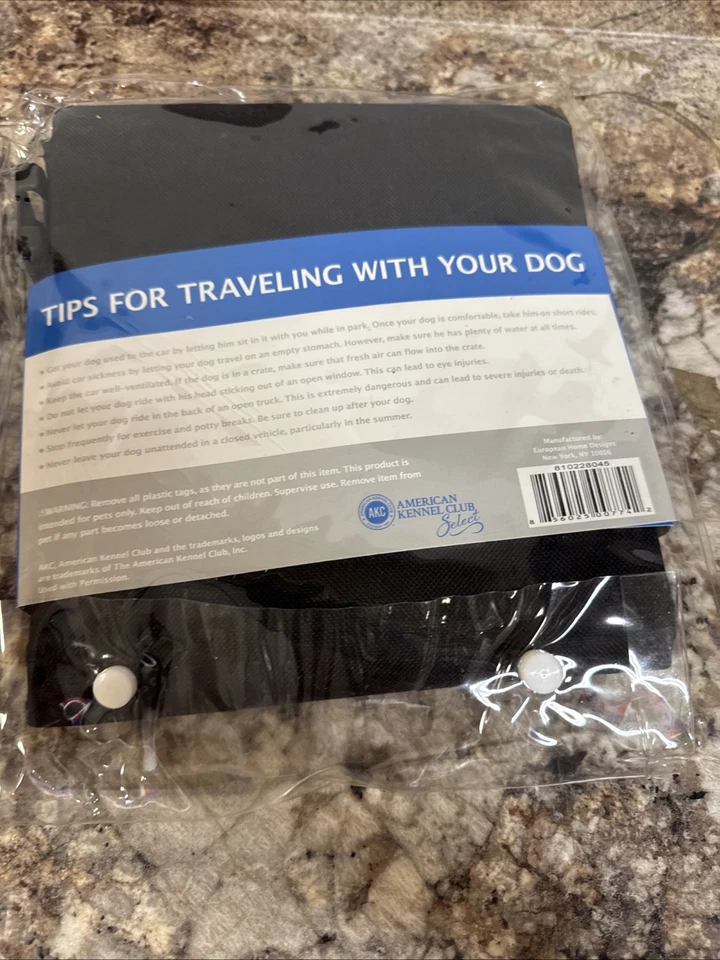 TIPS FOR TRAVELING WITH YOUR DOG
• Get your dog used to the car by letting him sit in it with you while in park. Once your dog is comfortable, take him on short rides.
• Avoid car sickness by letting your dog travel on an empty stomach. However, make sure he has plenty of water at all times.
• Keep the car well-ventilated. If the dog is in a crate, make sure that fresh air can flow into the crate.
• Do not let your dog ride with his head sticking out of an open window. This can lead to eye injuries.
• Never let your dog ride in the back of an open truck. This is extremely dangerous and can lead to severe injuries or death.
• Stop frequently for exercise and potty breaks. Be sure to clean up after your dog.
• Never leave your dog unattended in a closed vehicle, particularly in the summer.
⚠WARNING: Remove all plastic tags, as they are not part of this item. This product is
intended for pets only. Keep out of reach of children. Supervise use. Remove item from
pet if any part becomes loose or detached.
AKC, American Kennel Club and the trademarks, logos and designs
are trademarks of The American Kennel Club, Inc.
Used with Permission.
AKC
AMERICAN
KENNEL CLUB
Select
Manufactured by:
European Home Designs
New York, NY 10016
810228045
8 56025 00774 2